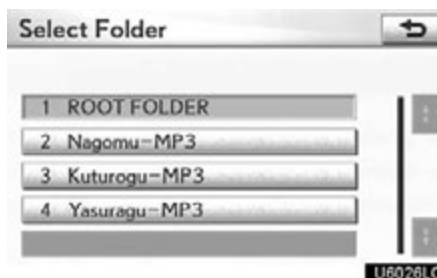 Select Folder
1 ROOT FOLDER
2 Nagomu-MP3
3 Kuturogu-MP3
4 Yasuragu-MP3
U6026LC